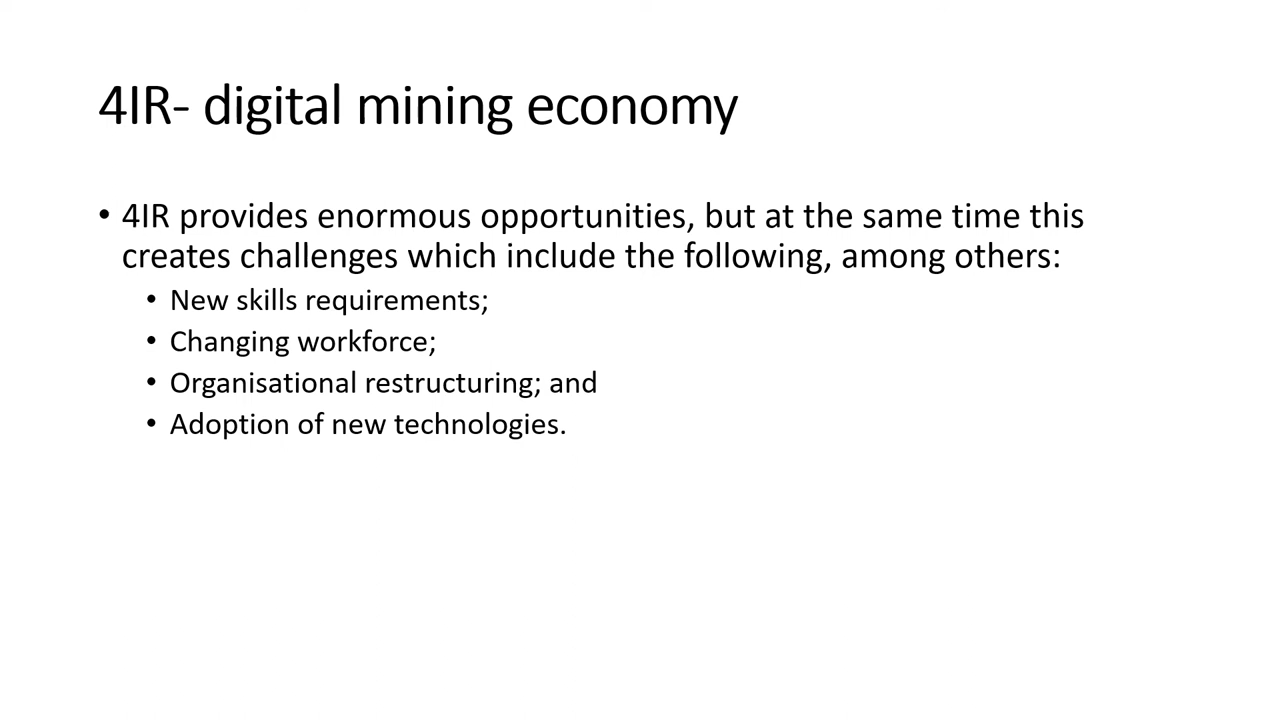 4IR- digital mining economy
• 4IR provides enormous opportunities, but at the same time this
creates challenges which include the following, among others:
• New skills requirements;
• Changing workforce;
• Organisational restructuring; and
• Adoption of new technologies.